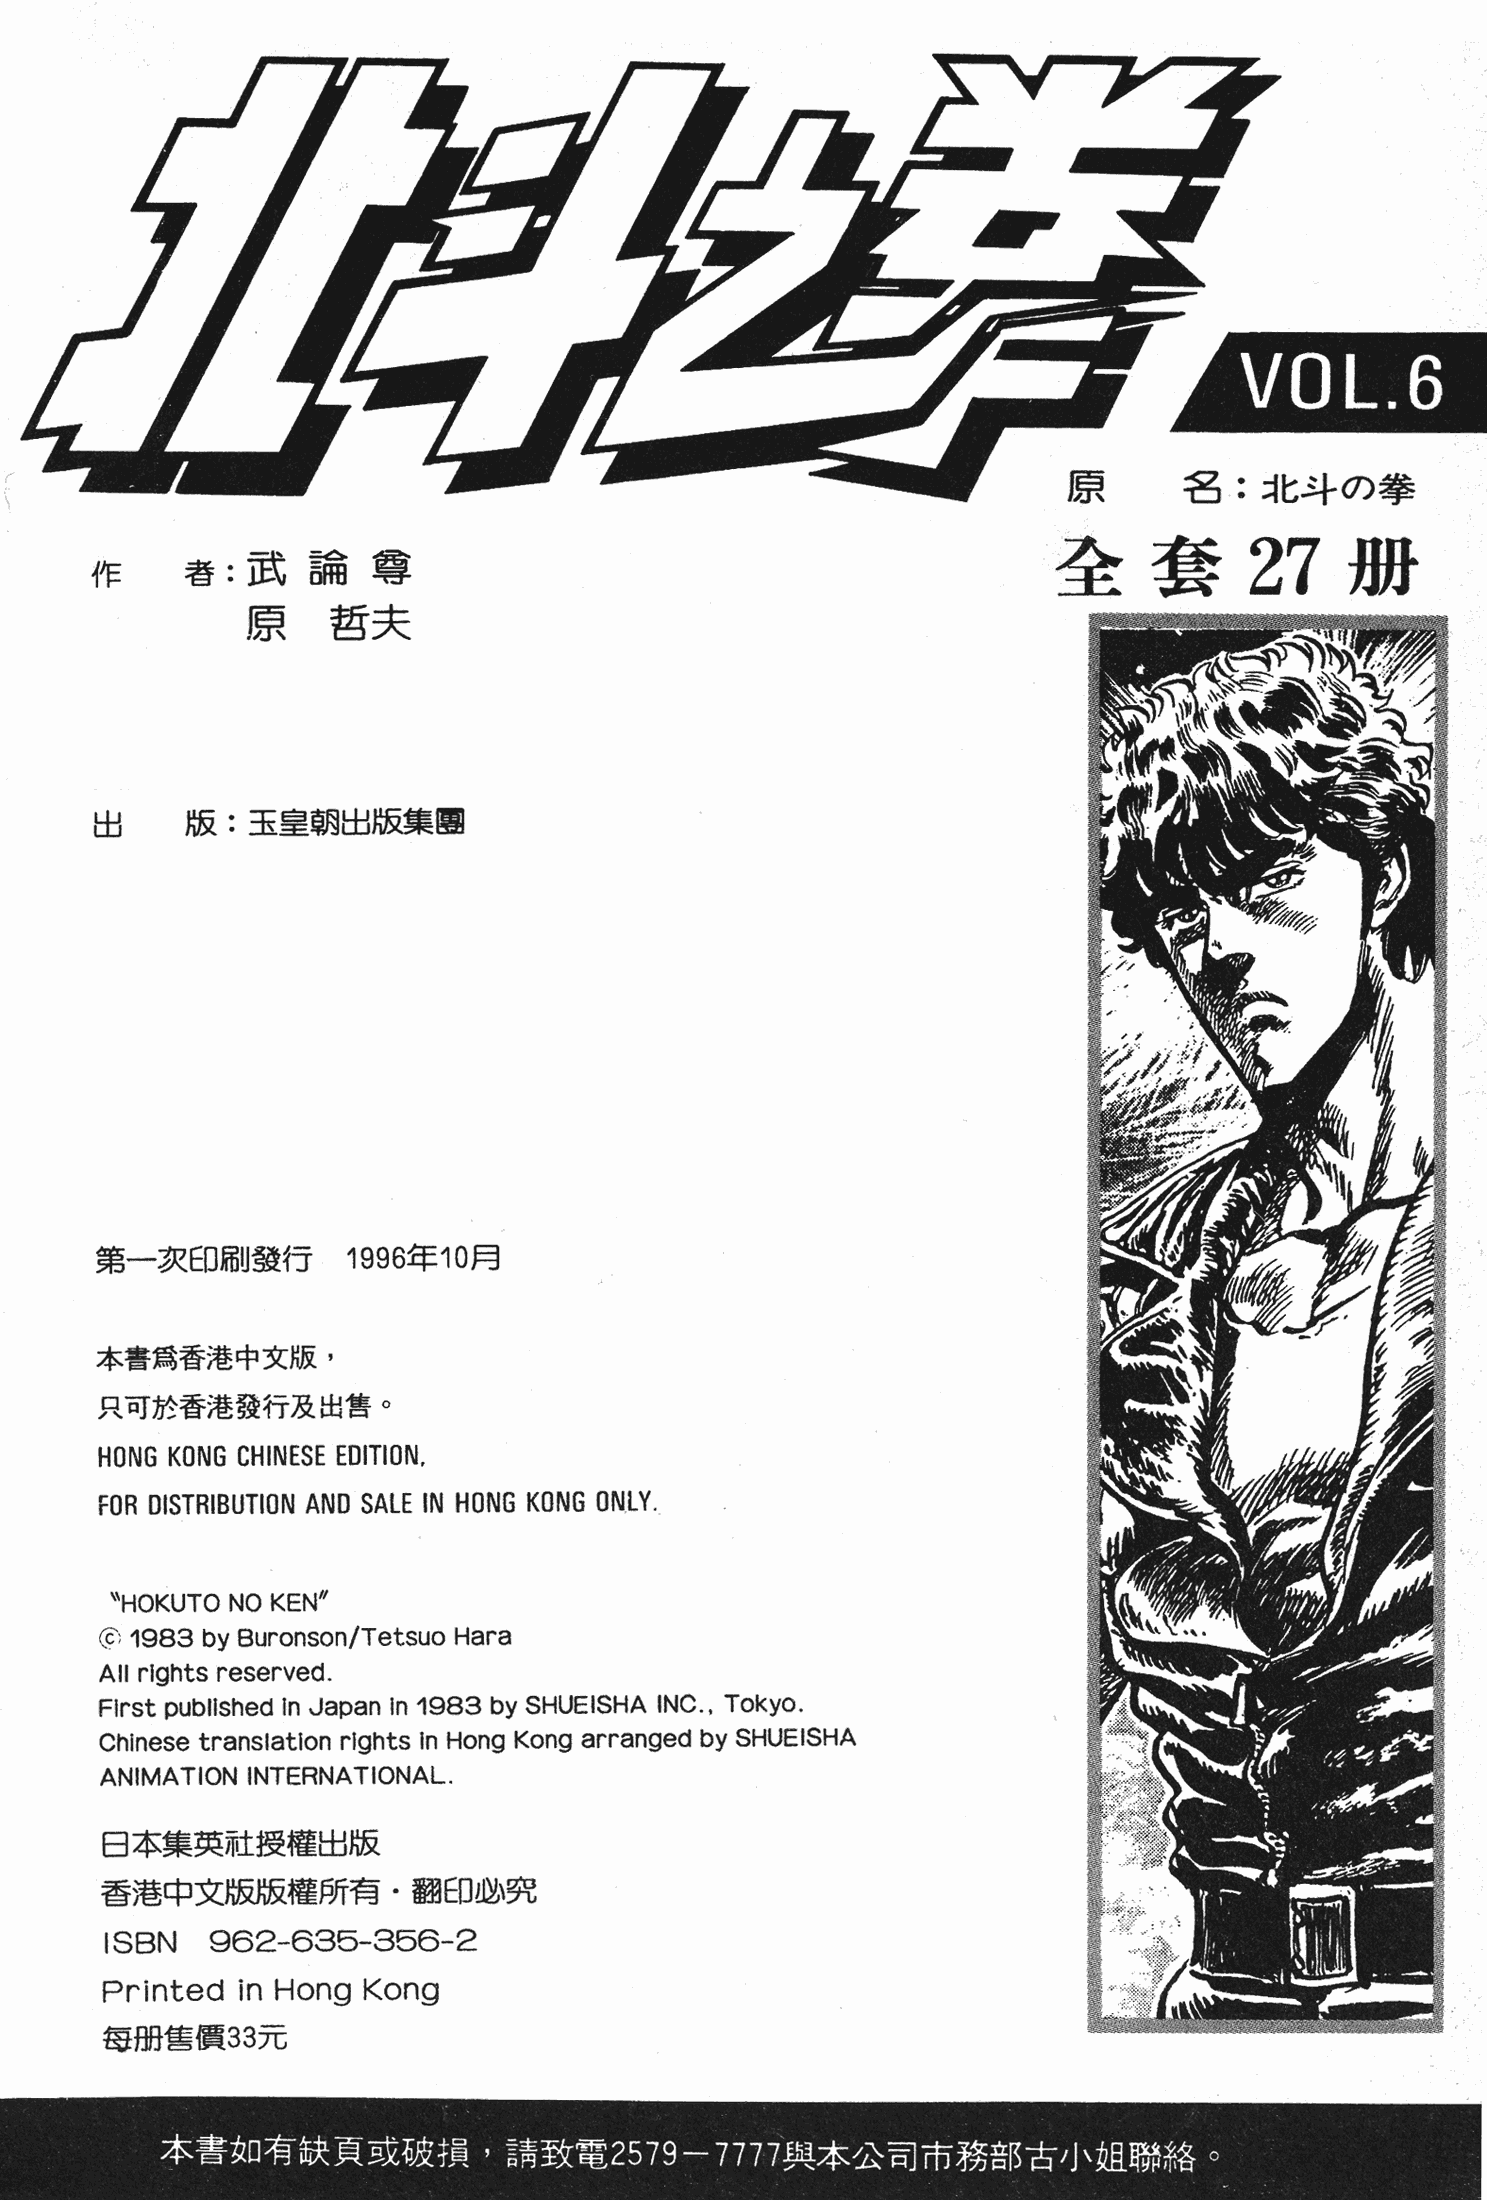 北斗之拳
VOL.6
原 名：北斗の拳
全套27册
作 者：武論尊
原 哲夫
出 版：玉皇朝出版集團
第一次印刷發行 1996年10月
本書爲香港中文版，
只可於香港發行及出售。
HONG KONG CHINESE EDITION,
FOR DISTRIBUTION AND SALE IN HONG KONG ONLY.
"HOKUTO NO KEN"
© 1983 by Buronson/Tetsuo Hara
All rights reserved.
First published in Japan in 1983 by SHUEISHA INC., Tokyo.
Chinese translation rights in Hong Kong arranged by SHUEISHA
ANIMATION INTERNATIONAL.
日本集英社授權出版
香港中文版版權所有・翻印必究
ISBN 962-635-356-2
Printed in Hong Kong
每册售價33元
本書如有缺頁或破損，請致電2579－7777與本公司市務部古小姐聯絡。